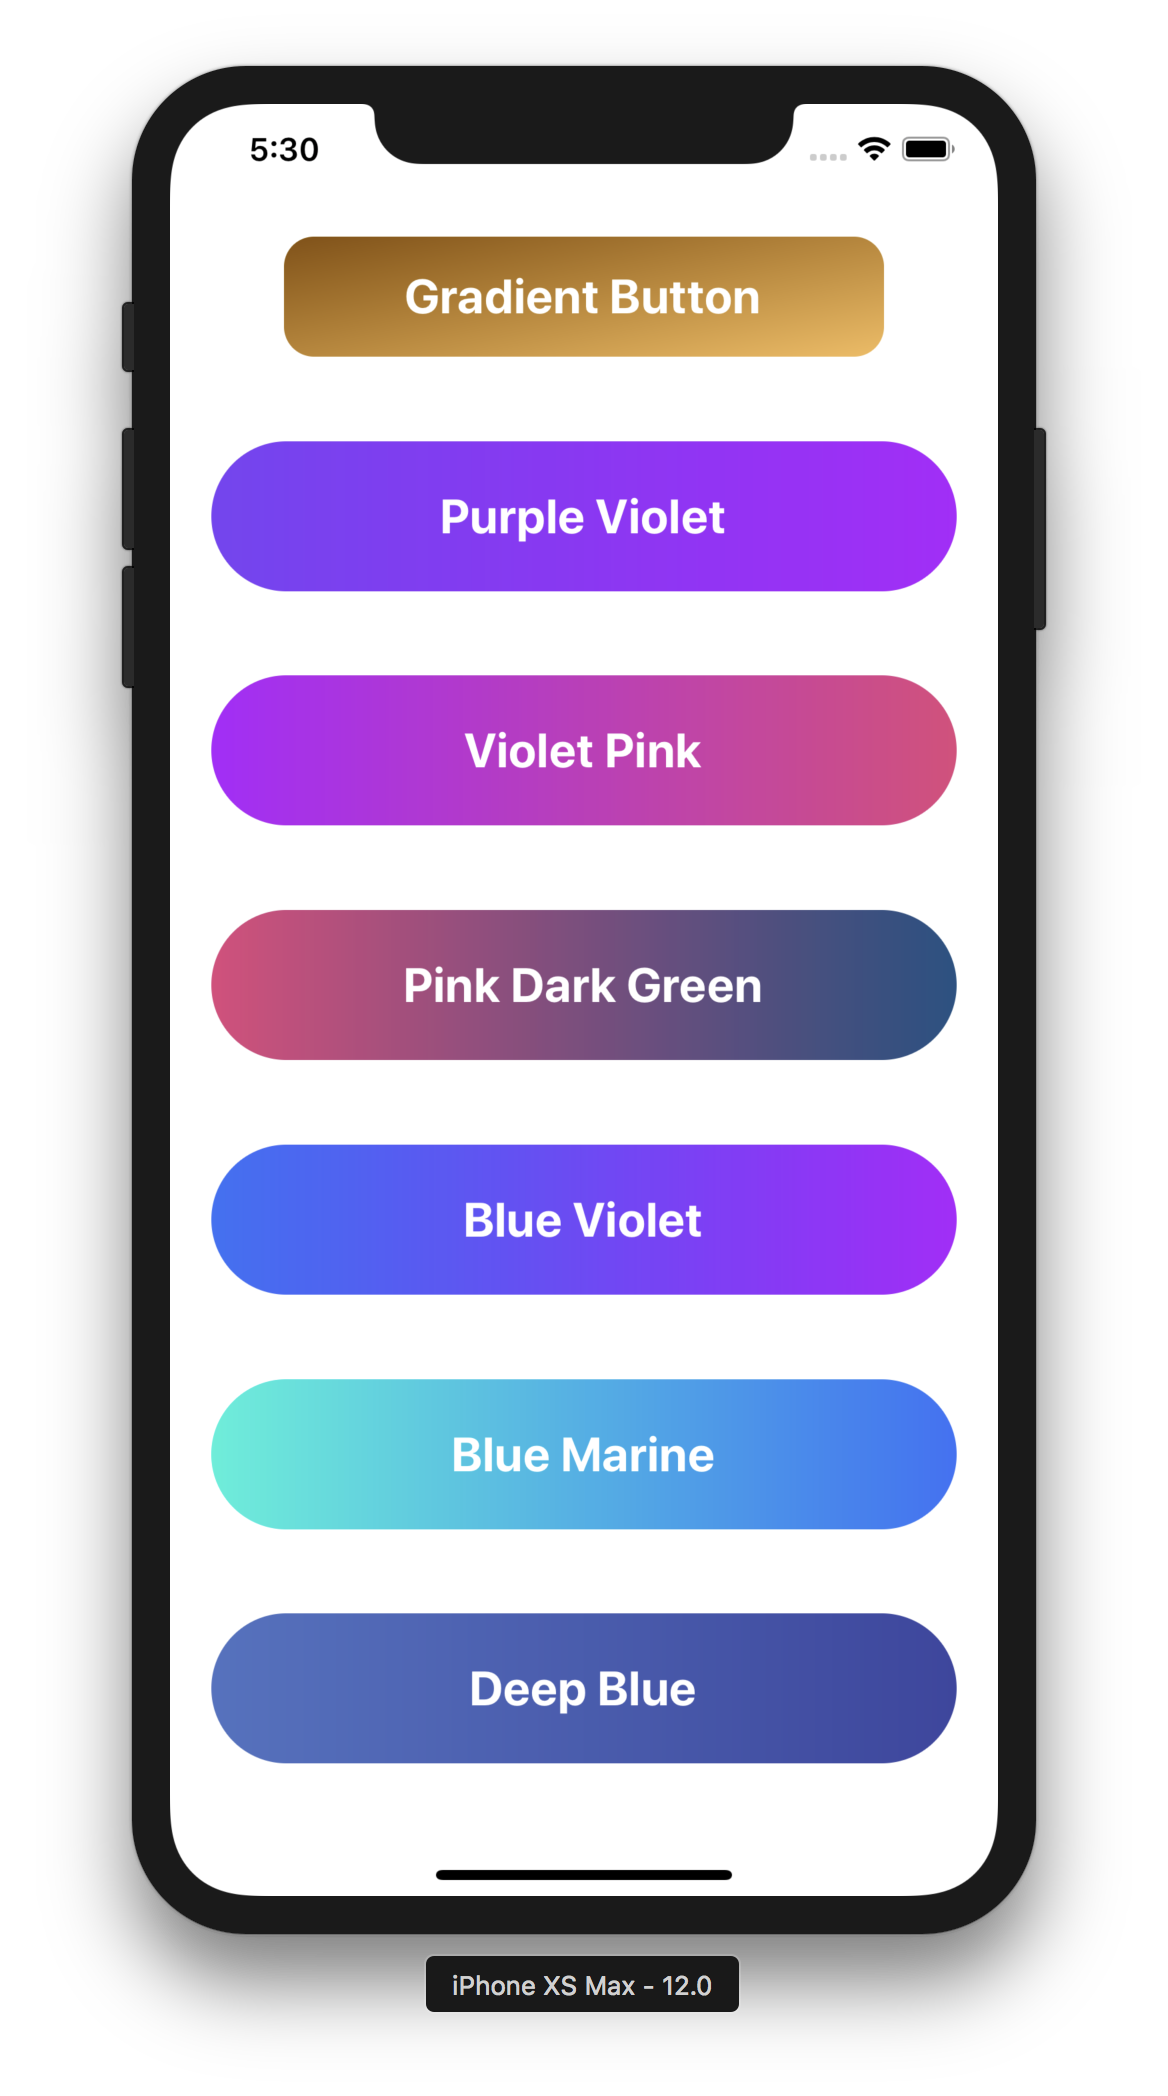 5:30
Gradient Button
Purple Violet
Violet Pink
Pink Dark Green
Blue Violet
Blue Marine
Deep Blue
iPhone XS Max - 12.0